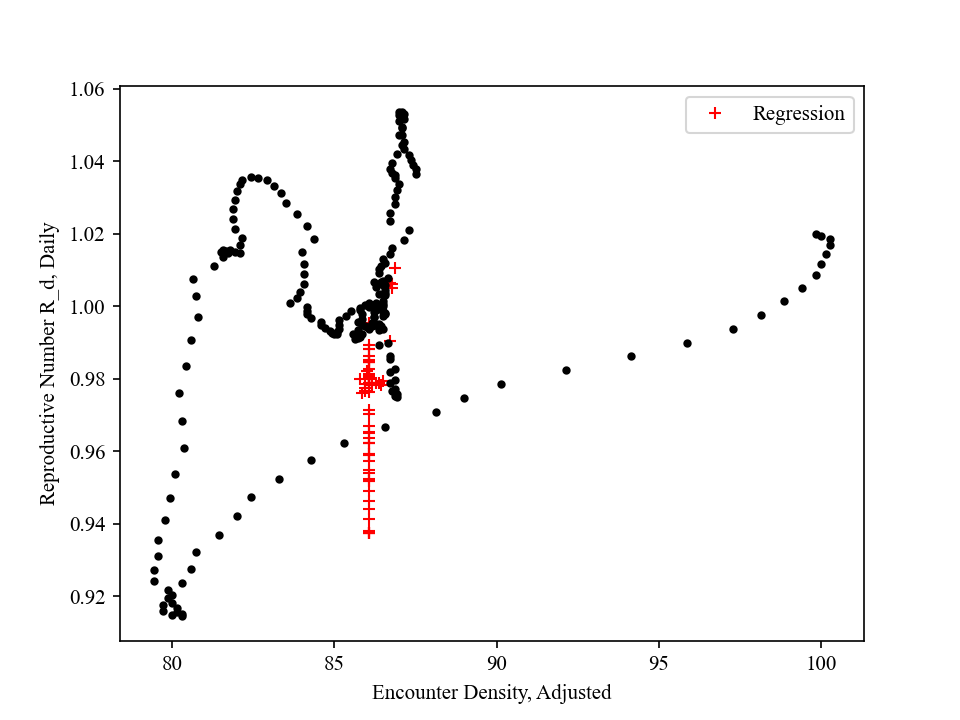 Regression
1.06
1.04
1.02
1.00
0.98
0.96
0.94
0.92
Reproductive Number R_d, Daily
80 85 90 95 100
Encounter Density, Adjusted